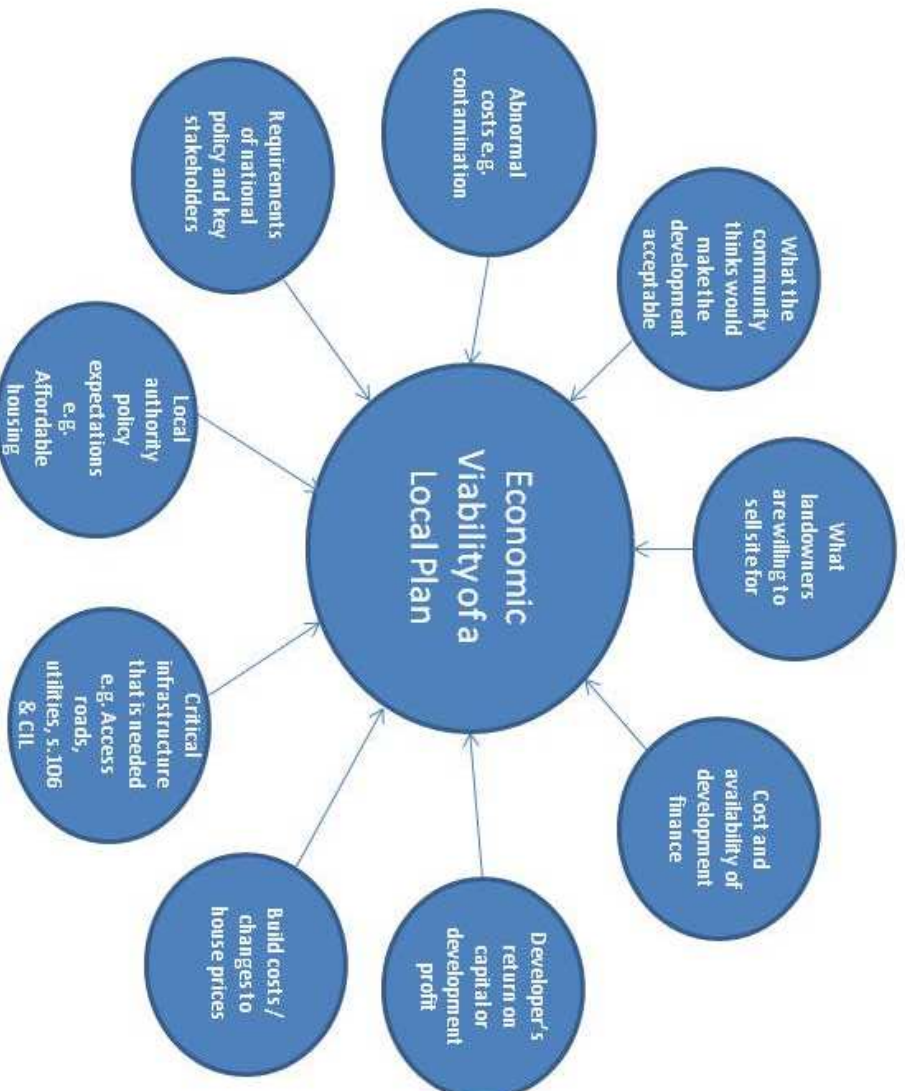 What
landowners
are willing to
sell site for
What the
community
thinks would
make the
development
acceptable
Cost and
availability of
development
finance
Abnormal
costs e.g.
contamination
Economic
Viability of a
Local Plan
Developer's
return on
capital or
development
profit
Requirements
of national
policy and key
stakeholders
Build costs /
changes to
house prices
Local
authority
policy
expectations
e.g.
Affordable
housing
Critical
infrastructure
that is needed
e.g. Access
roads,
utilities, s.106
& CIL